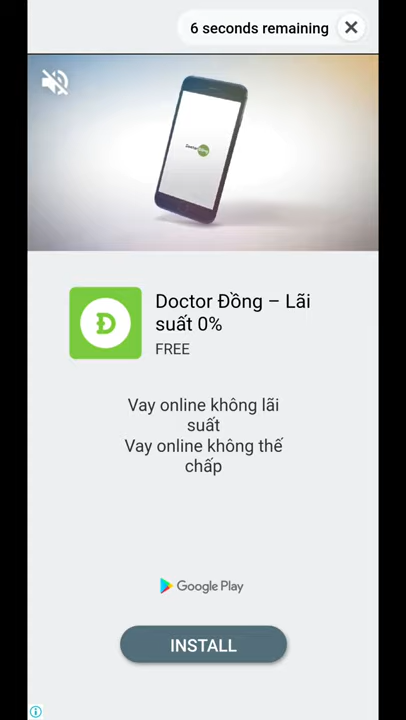 6 seconds remaining
DoctorĐồng
Đ
Doctor Đồng – Lãi
suất 0%
FREE
Vay online không lãi
suất
Vay online không thế
chấp
Google Play
INSTALL